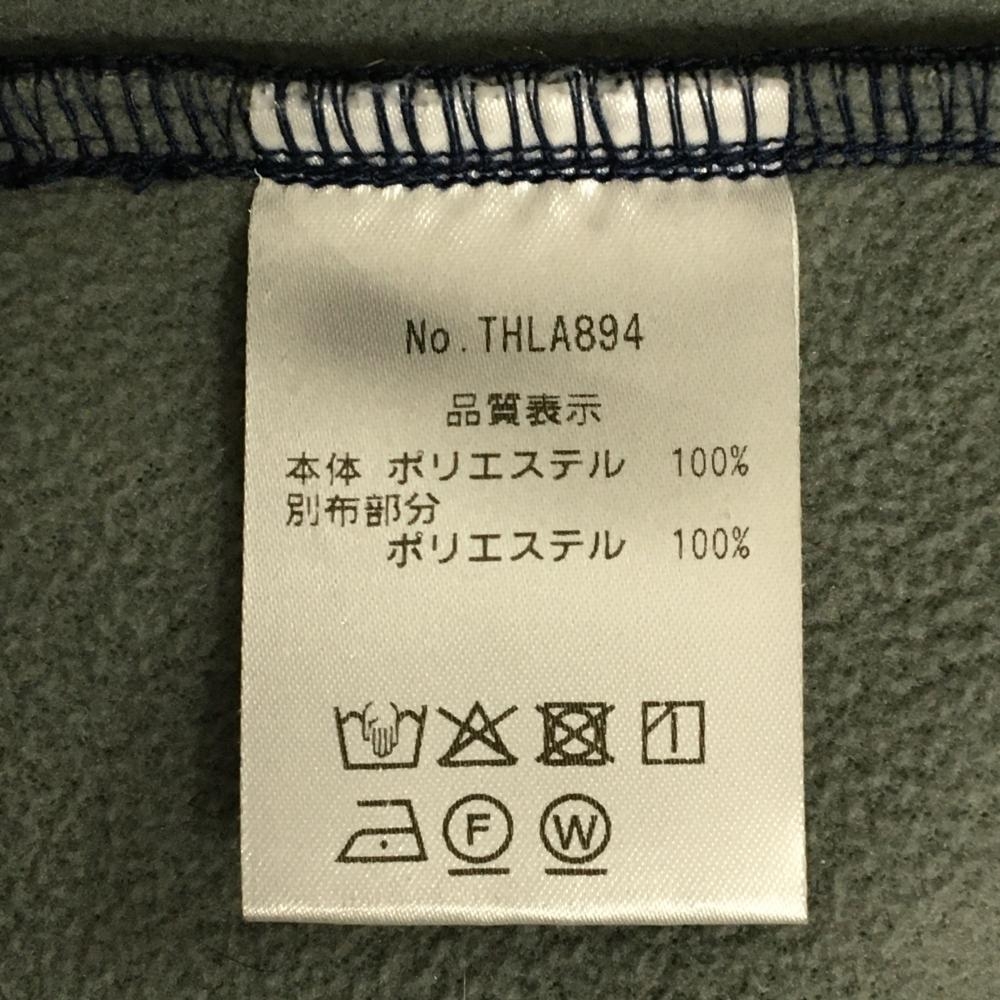 No.THLA894
品質表示
本体 ポリエステル 100%
別布部分
ポリエステル 100%
F W